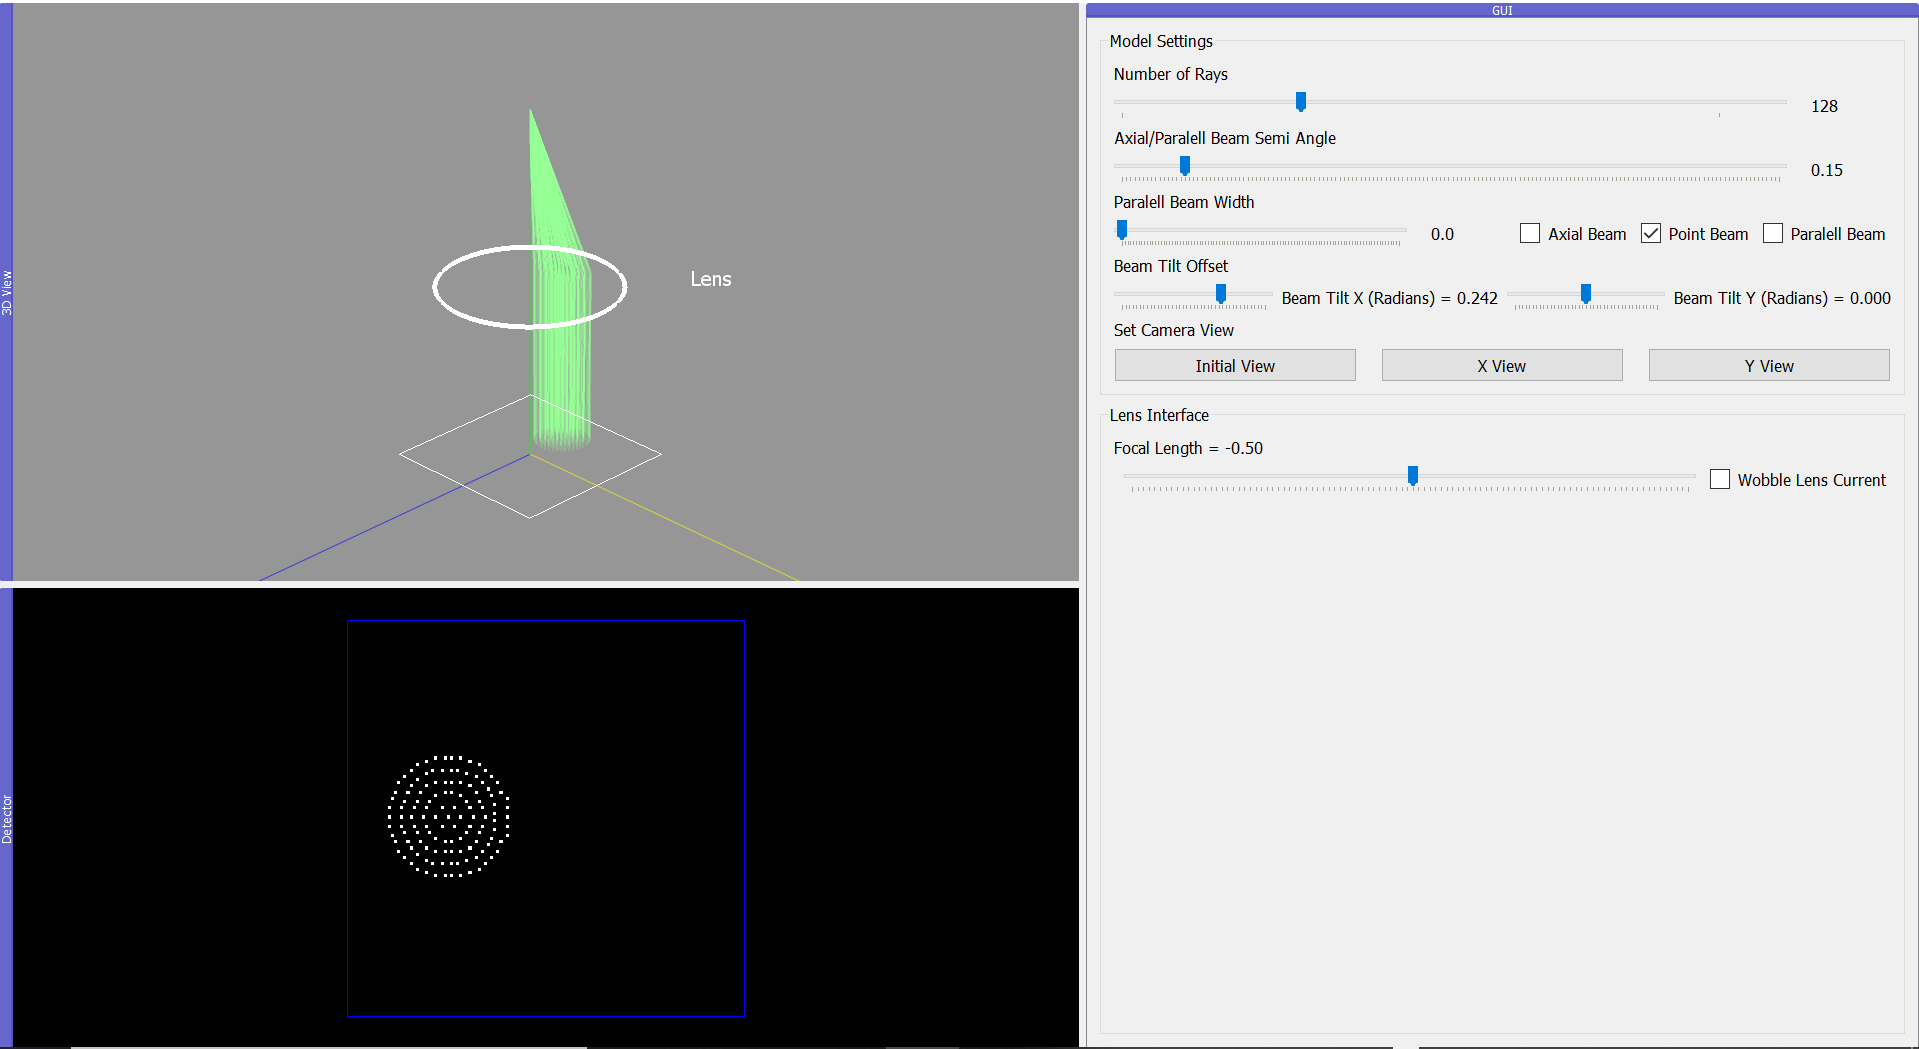 3D View
Lens
Detector
GUI
Model Settings
Number of Rays
128
Axial/Paralell Beam Semi Angle
0.15
Paralell Beam Width
0.0
Axial Beam
Point Beam
Paralell Beam
Beam Tilt Offset
Beam Tilt X (Radians) = 0.242
Beam Tilt Y (Radians) = 0.000
Set Camera View
Initial View
X View
Y View
Lens Interface
Focal Length = -0.50
Wobble Lens Current